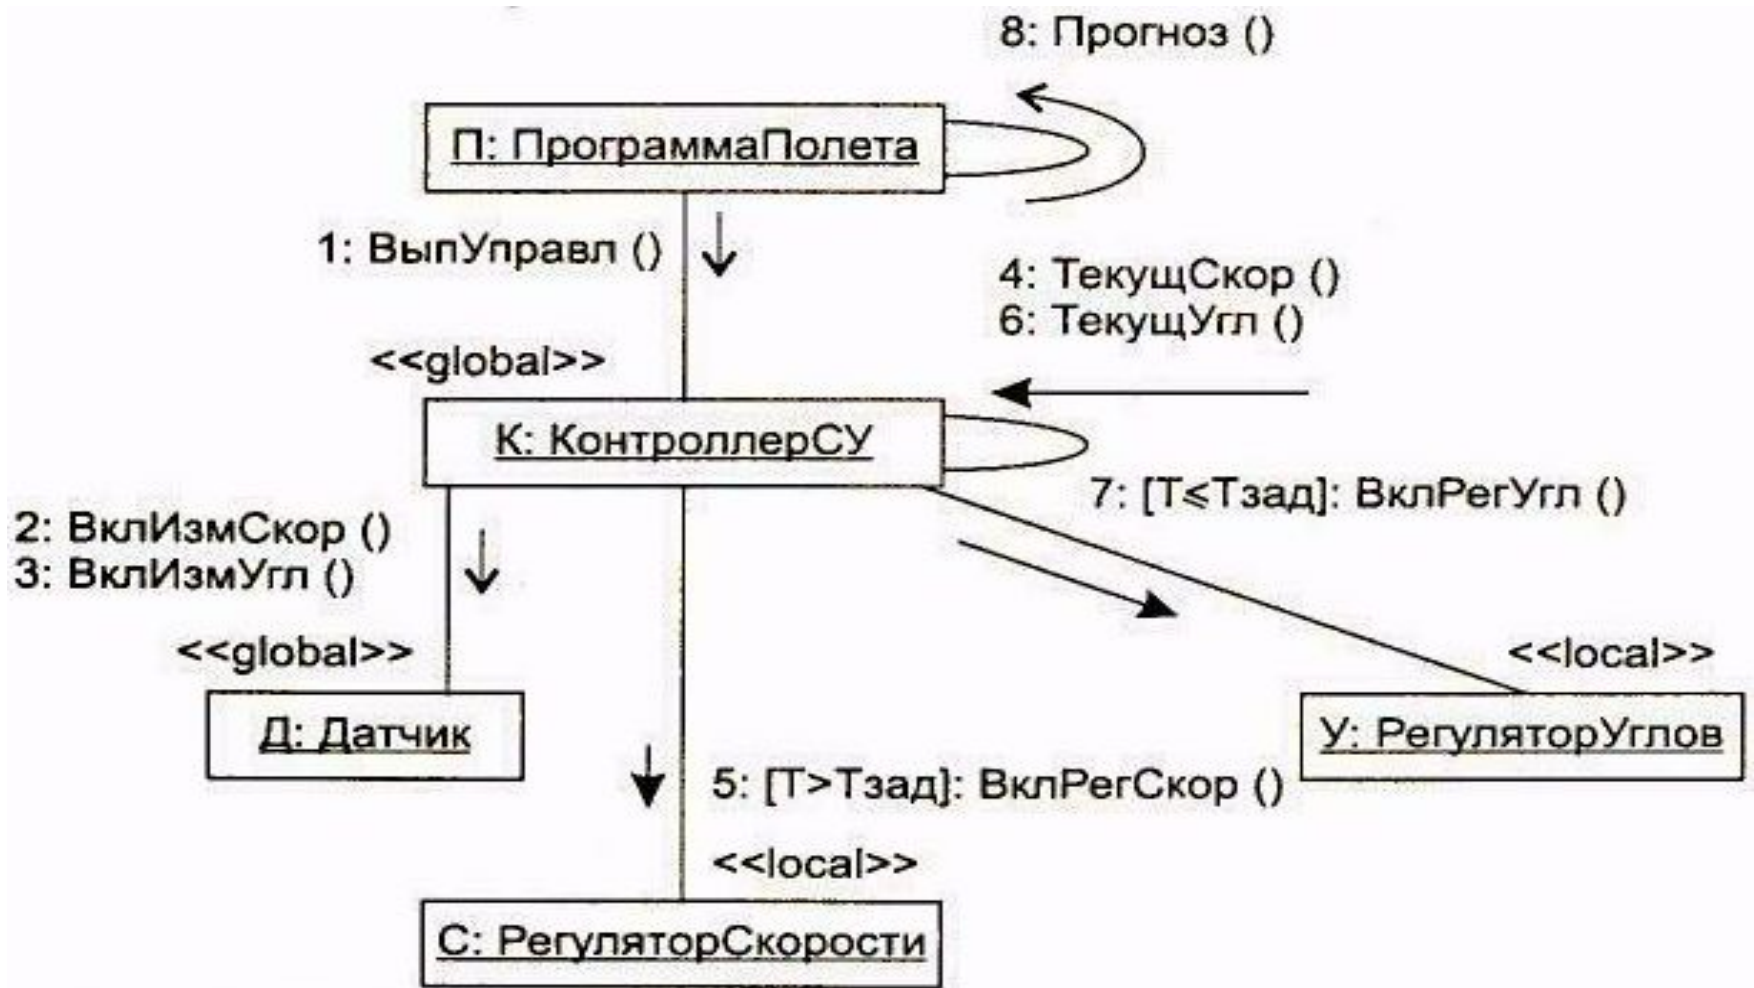 8: Прогноз ()
П: ПрограммаПолета
1: ВыпУправл ()
4: ТекущСкор ()
6: ТекущУгл ()
<<global>>
К: КонтроллерСУ
7: [T⩽Tзад]: ВклРегУгл ()
2: ВклИзмСкор ()
3: ВклИзмУгл ()
<<global>>
<<local>>
Д: Датчик
У: РегуляторУглов
5: [T>Tзад]: ВклРегСкор ()
<<local>>
С: РегуляторСкорости